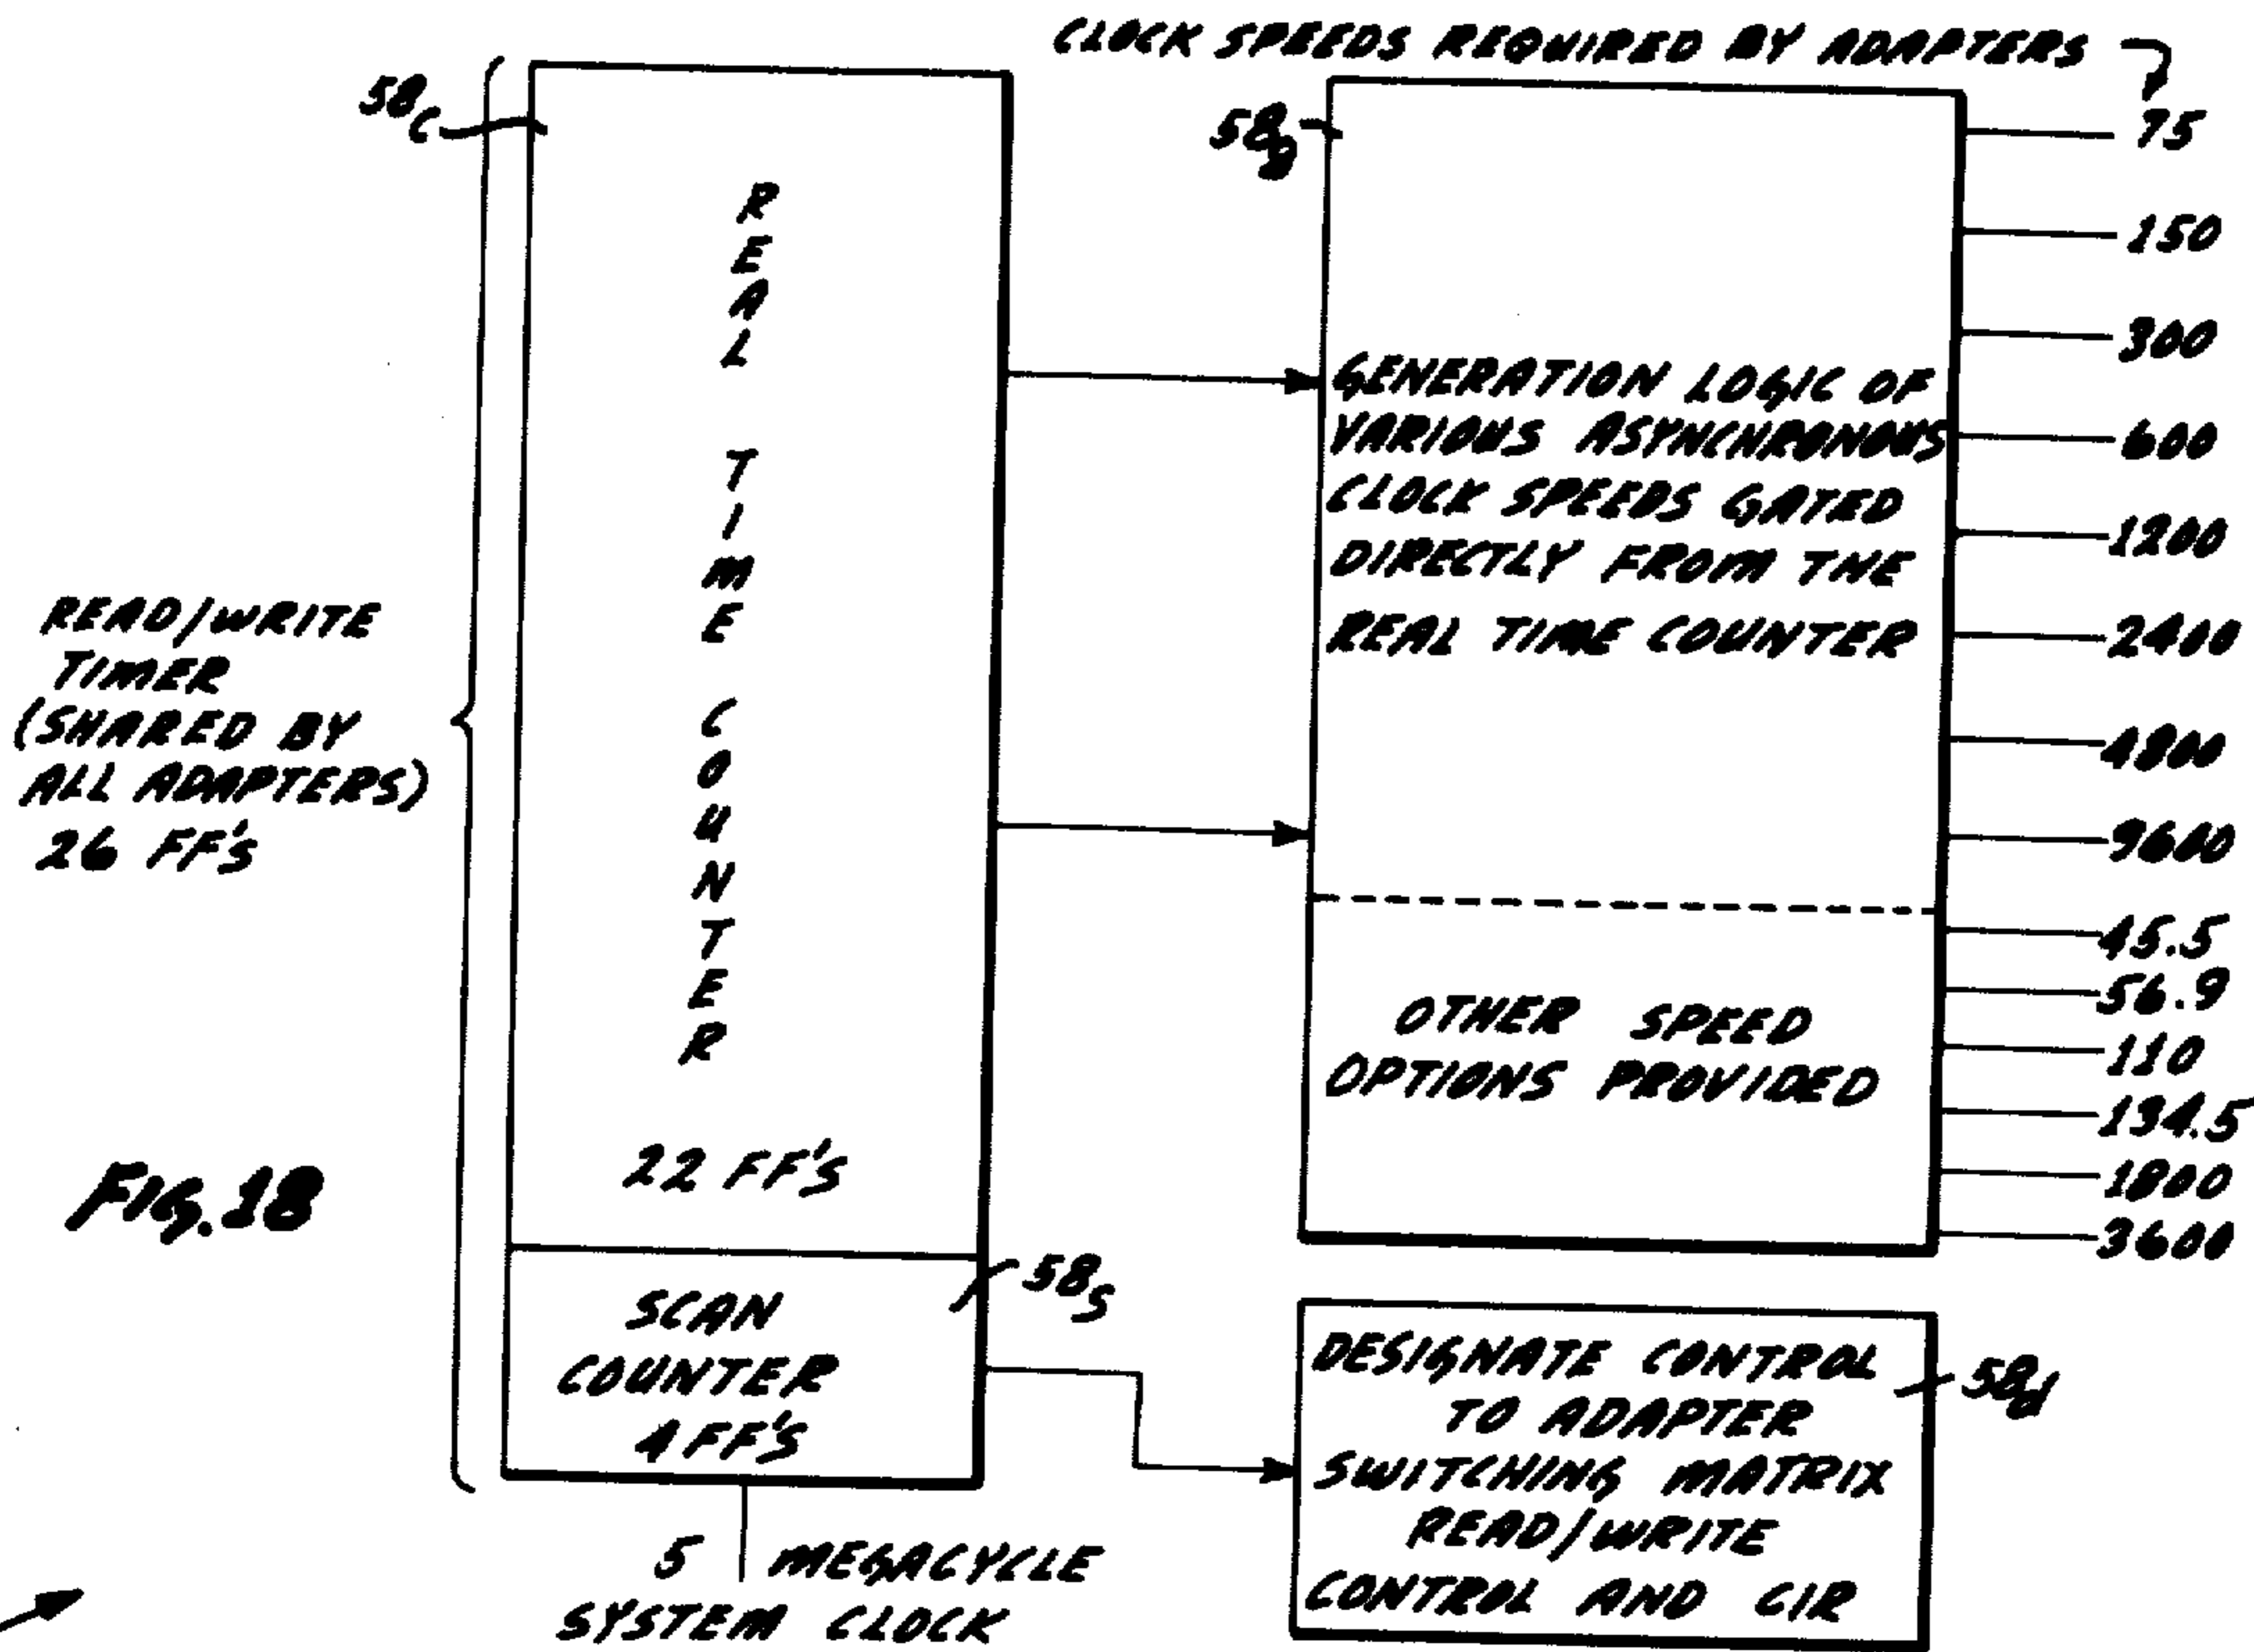 CLOCK SPEEDS REQUIRED BY ADAPTERS
58c
REAL TIME COUNTER
22 FF'S
READ/WRITE
TIMER
(SHARED BY
ALL ADAPTERS)
26 FF'S
FIG. 18
SCAN
COUNTER
4 FF'S
58s
5 MEGACYCLE
SYSTEM CLOCK
58g
GENERATION LOGIC OF
VARIOUS ASYNCHRONOUS
CLOCK SPEEDS GATED
DIRECTLY FROM THE
REAL TIME COUNTER
OTHER SPEED
OPTIONS PROVIDED
75
150
300
600
1200
2400
4800
9600
45.5
56.9
110
134.5
1800
3600
DESIGNATE CONTROL
TO ADAPTER
SWITCHING MATRIX
READ/WRITE
CONTROL AND CIR
58d